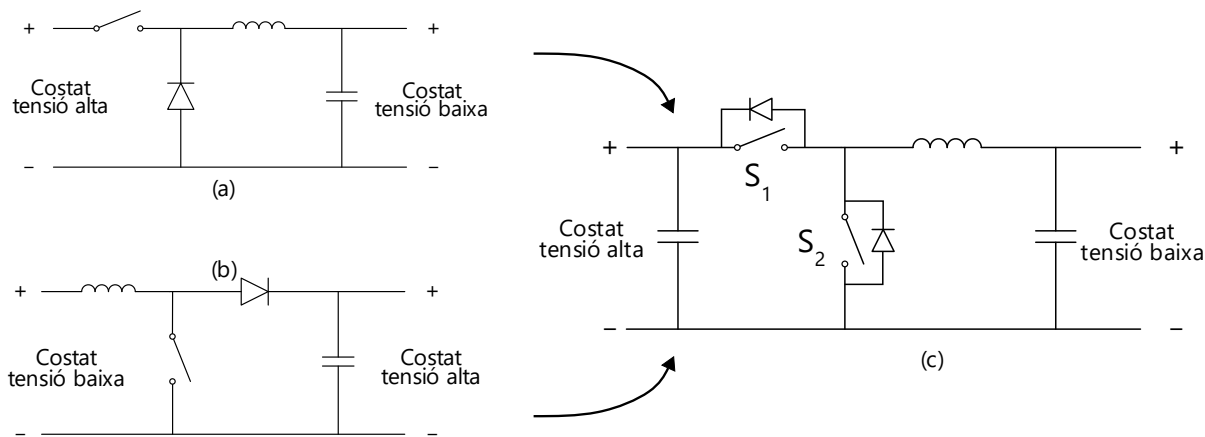 +
+
Costat
tensió alta
Costat
tensió baixa
−
−
(a)
(b)
+
+
Costat
tensió baixa
Costat
tensió alta
−
−
+
+
S1
Costat
tensió alta
S2
Costat
tensió baixa
−
−
(c)